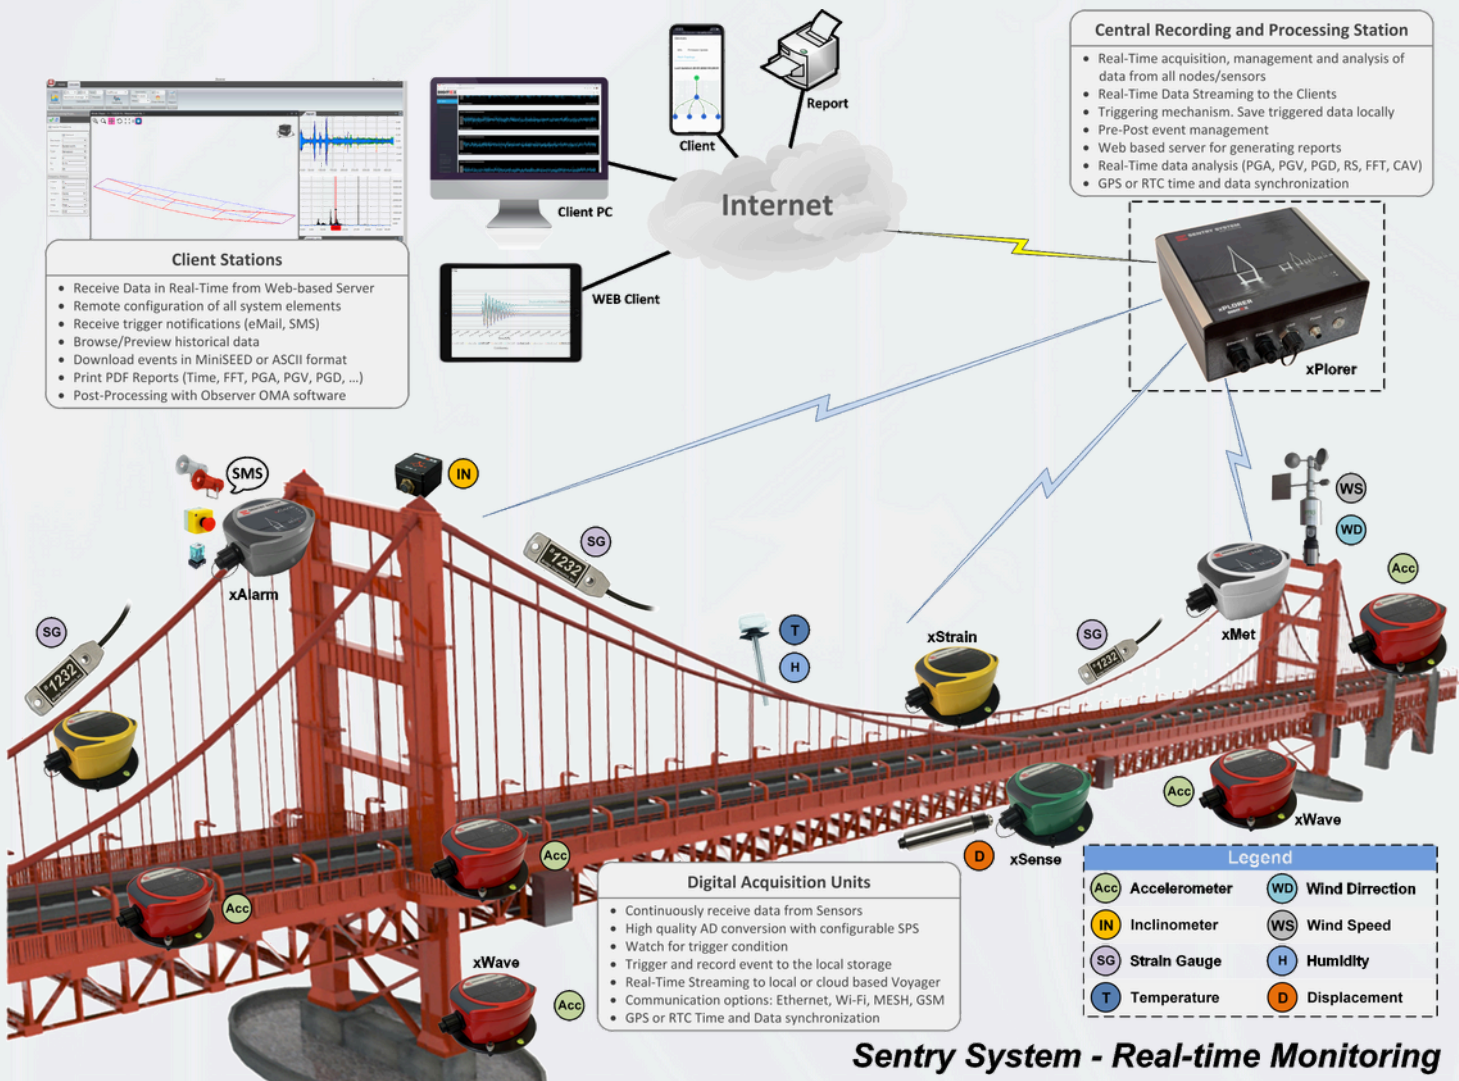 Central Recording and Processing Station
• Real-Time acquisition, management and analysis of
data from all nodes/sensors
• Real-Time Data Streaming to the Clients
• Triggering mechanism. Save triggered data locally
• Pre-Post event management
• Web based server for generating reports
• Real-Time data analysis (PGA, PGV, PGD, RS, FFT, CAV)
• GPS or RTC time and data synchronization
Report
Client
Internet
Client PC
WEB Client
SENTRY SYSTEM
xPLORER
xPlorer
Client Stations
• Receive Data in Real-Time from Web-based Server
• Remote configuration of all system elements
• Receive trigger notifications (eMail, SMS)
• Browse/Preview historical data
• Download events in MiniSEED or ASCII format
• Print PDF Reports (Time, FFT, PGA, PGV, PGD, ...)
• Post-Processing with Observer OMA software
SMS
IN
WS
WD
SG
1232
Acc
xAlarm
SG
1232
T
H
xStrain
SG
1232
xMet
Acc
xWave
D
xSense
Acc
Acc
xWave
Acc
Digital Acquisition Units
• Continuously receive data from Sensors
• High quality AD conversion with configurable SPS
• Watch for trigger condition
• Trigger and record event to the local storage
• Real-Time Streaming to local or cloud based Voyager
• Communication options: Ethernet, Wi-Fi, MESH, GSM
• GPS or RTC Time and Data synchronization
Legend
Acc Accelerometer
WD Wind Dirrection
IN Inclinometer
WS Wind Speed
SG Strain Gauge
H Humidity
T Temperature
D Displacement
Sentry System - Real-time Monitoring